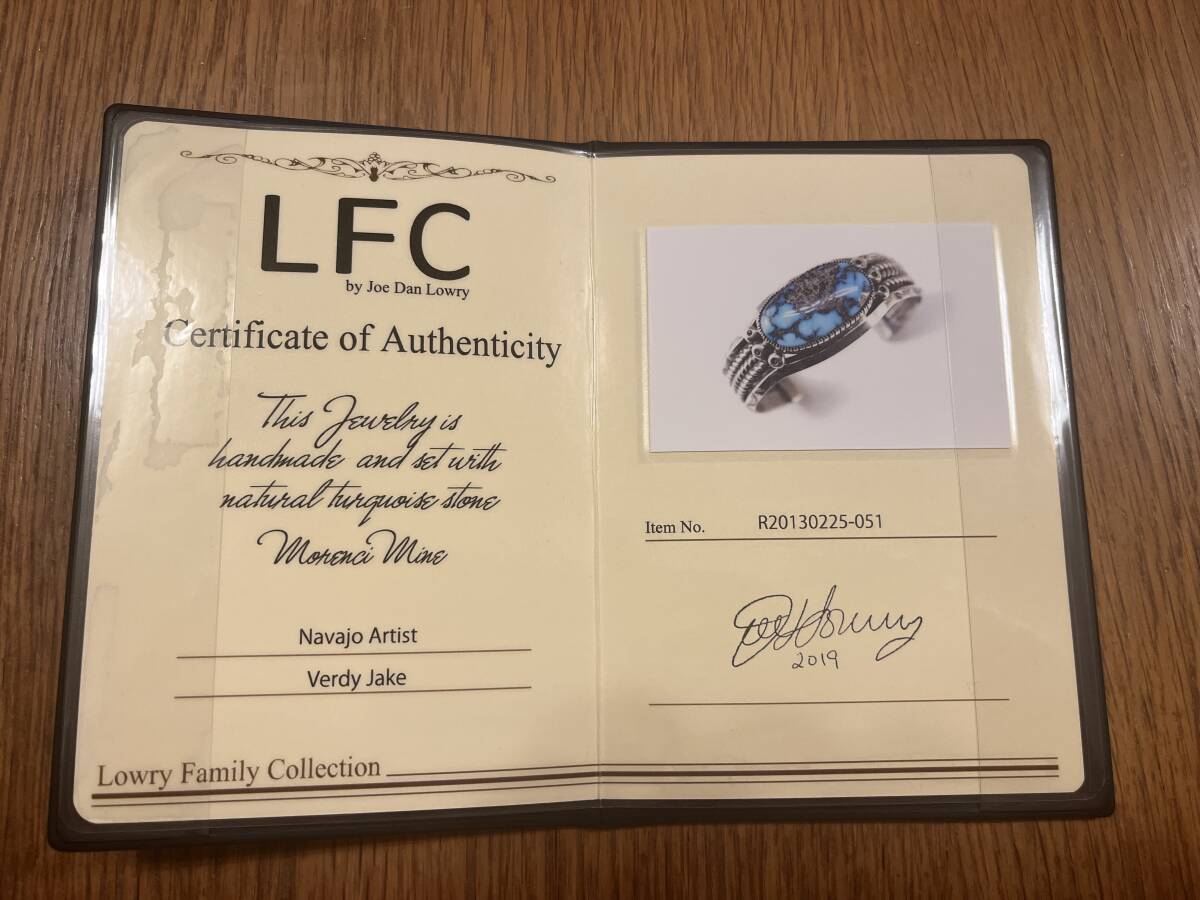 LFC
by Joe Dan Lowry
Certificate of Authenticity
This Jewelry is
handmade and set with
natural turquoise stone
Morenci Mine
Navajo Artist
Verdy Jake
Lowry Family Collection
Item No. R20130225-051
2019